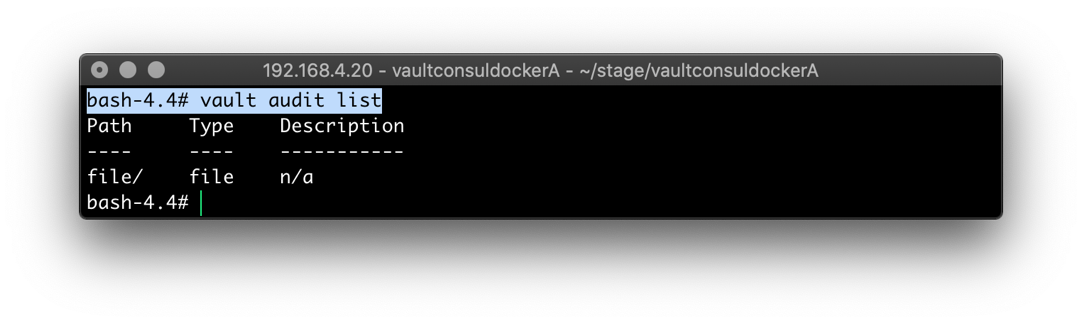 192.168.4.20 - vaultconsuldockerA - ~/stage/vaultconsuldockerA
bash-4.4# vault audit list
Path     Type    Description
----     ----    -----------
file/    file    n/a
bash-4.4#